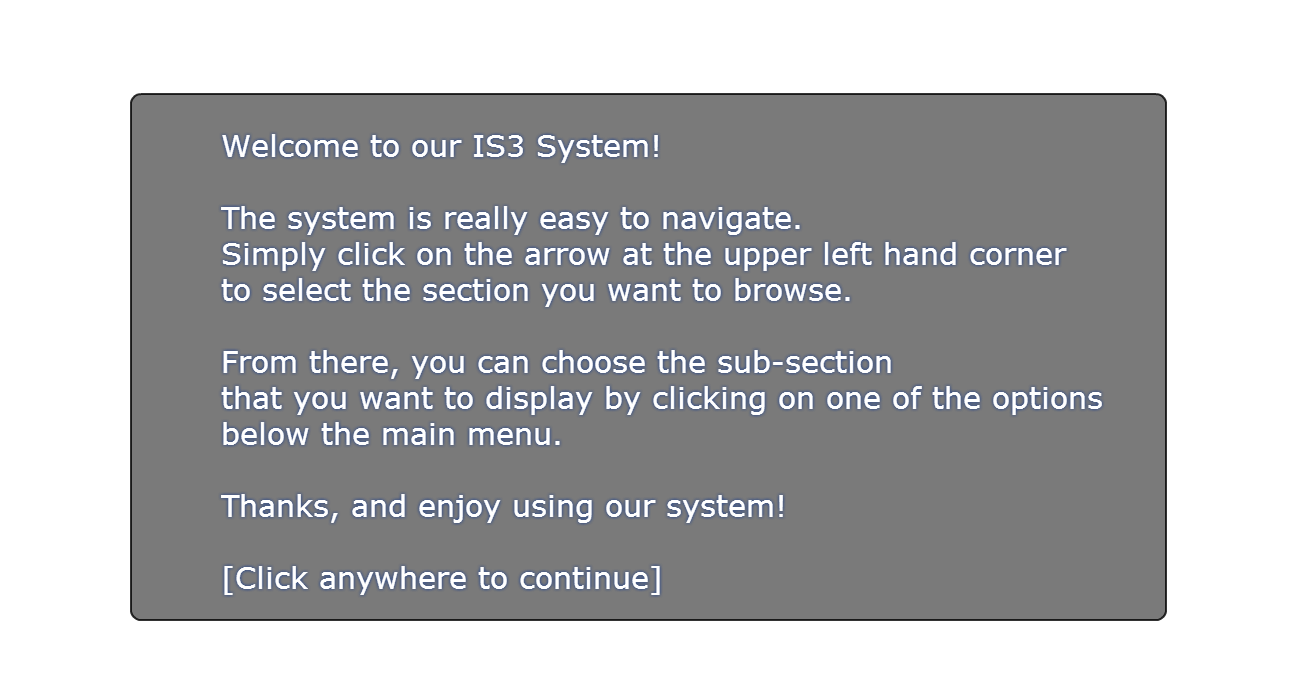 Welcome to our IS3 System!
The system is really easy to navigate.
Simply click on the arrow at the upper left hand corner
to select the section you want to browse.
From there, you can choose the sub-section
that you want to display by clicking on one of the options
below the main menu.
Thanks, and enjoy using our system!
[Click anywhere to continue]